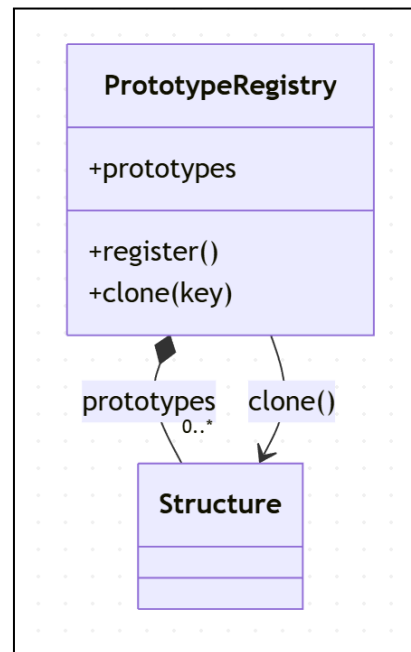 PrototypeRegistry
+prototypes
+register()
+clone(key)
prototypes
clone()
0..*
Structure